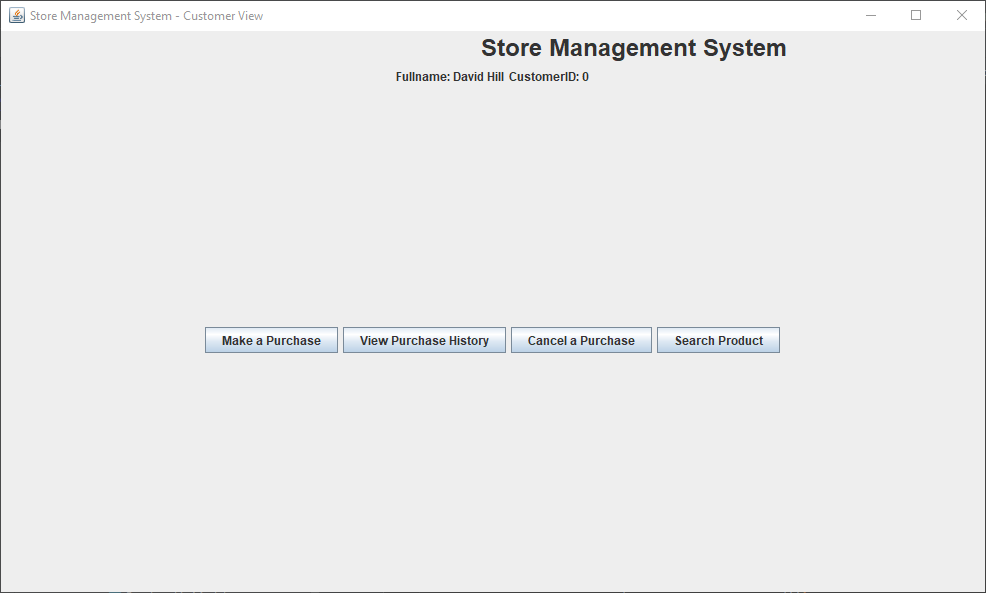 Store Management System - Customer View
Store Management System
Fullname: David Hill CustomerID: 0
Make a Purchase View Purchase History Cancel a Purchase Search Product